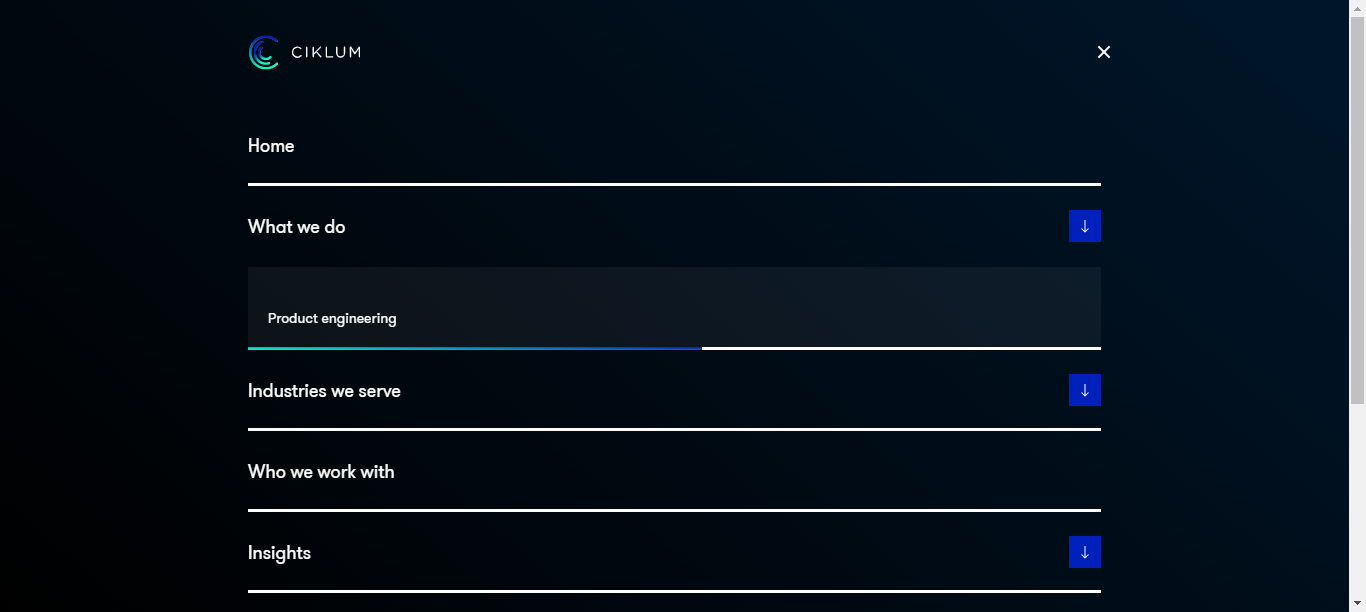 CIKLUM
Home
What we do
Product engineering
Industries we serve
Who we work with
Insights